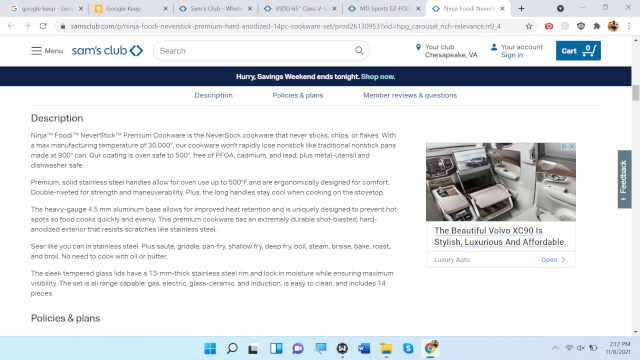 google keep - Go
Google Keep
Sam's Club - Whole
VIZIO 65" Class V-S
MD Sports EZ-FOL
Ninja Foodi NeverS
samsclub.com/p/ninja-foodi-neverstick-premium-hard-anodized-14pc-cookware-set/prod26130953?xid=hpg_carousel_rich-relevance.rr0_4
Menu
sam's club
Search
Your club
Chesapeake, VA
Your account
Sign in
Cart 0
Hurry, Savings Weekend ends tonight. Shop now.
Description
Policies & plans
Member reviews & questions
Description
Ninja™ Foodi™ NeverStick™ Premium Cookware is the NeverStick cookware that never sticks, chips, or flakes. With
a max manufacturing temperature of 30,000°, our cookware won't rapidly lose nonstick like traditional nonstick pans
made at 900° can. Our coating is oven safe to 500°, free of PFOA, cadmium, and lead, plus metal-utensil and
dishwasher safe.
Premium, solid stainless steel handles allow for oven use up to 500°F and are ergonomically designed for comfort.
Double-riveted for strength and maneuverability. Plus, the long handles stay cool when cooking on the stovetop.
The heavy-gauge 4.5 mm aluminum base allows for improved heat retention and is uniquely designed to prevent hot
spots so food cooks quickly and evenly. This premium cookware has an extremely durable shot-blasted, hard-
anodized exterior that resists scratches like stainless steel.
Sear like you can in stainless steel. Plus sauté, griddle, pan-fry, shallow fry, deep fry, boil, steam, braise, bake, roast,
and broil. No need to cook with oil or butter.
The sleek tempered glass lids have a 13-mm-thick stainless steel rim and lock in moisture while ensuring maximum
visibility. The set is all range capable: gas, electric, glass-ceramic, and induction, is easy to clean, and includes 14
pieces.
Policies & plans
The Beautiful Volvo XC90 Is
Stylish, Luxurious And Affordable.
Luxury Auto
Open
Feedback
2:12 PM
11/8/2021